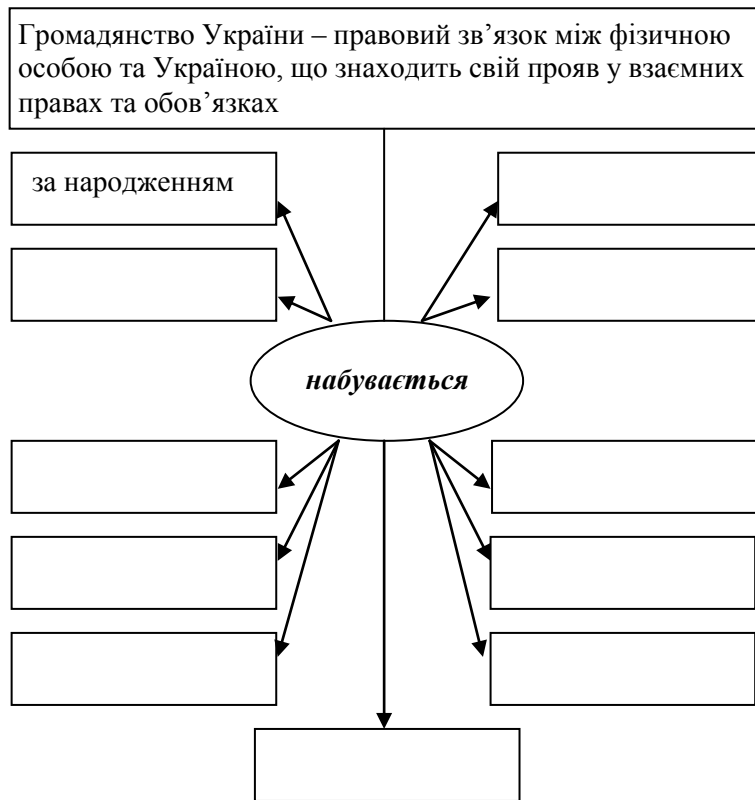 Громадянство України – правовий зв’язок між фізичною
особою та Україною, що знаходить свій прояв у взаємних
правах та обов’язках
за народженням
набувається